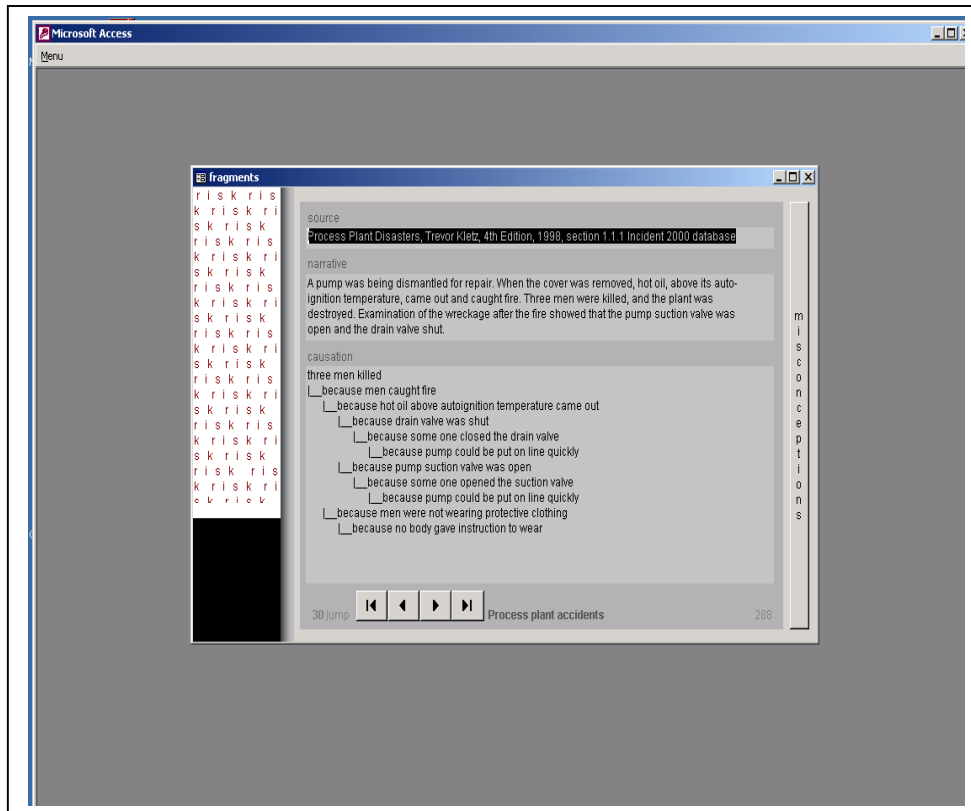 Microsoft Access
Menu
fragments
r i s k r i s
k r i s k r i
s k r i s k
r i s k r i s
k r i s k r i
s k r i s k
r i s k r i s
k r i s k r i
s k r i s k
r i s k r i s
k r i s k r i
s k r i s k
r i s k r i s
k r i s k r i
s k r i s k
r i s k r i s
k r i s k r i
s k r i s k
r i s k r i s
k r i s k r i
s k r i s k
source
Process Plant Disasters, Trevor Kletz, 4th Edition, 1998, section 1.1.1 Incident 2000 database
narrative
A pump was being dismantled for repair. When the cover was removed, hot oil, above its auto-
ignition temperature, came out and caught fire. Three men were killed, and the plant was
destroyed. Examination of the wreckage after the fire showed that the pump suction valve was
open and the drain valve shut.
causation
three men killed
|__because men caught fire
|__because hot oil above autoignition temperature came out
|__because drain valve was shut
|__because some one closed the drain valve
|__because pump could be put on line quickly
|__because pump suction valve was open
|__because some one opened the suction valve
|__because pump could be put on line quickly
|__because men were not wearing protective clothing
|__because no body gave instruction to wear
30 jump Process plant accidents 288
misconceptions